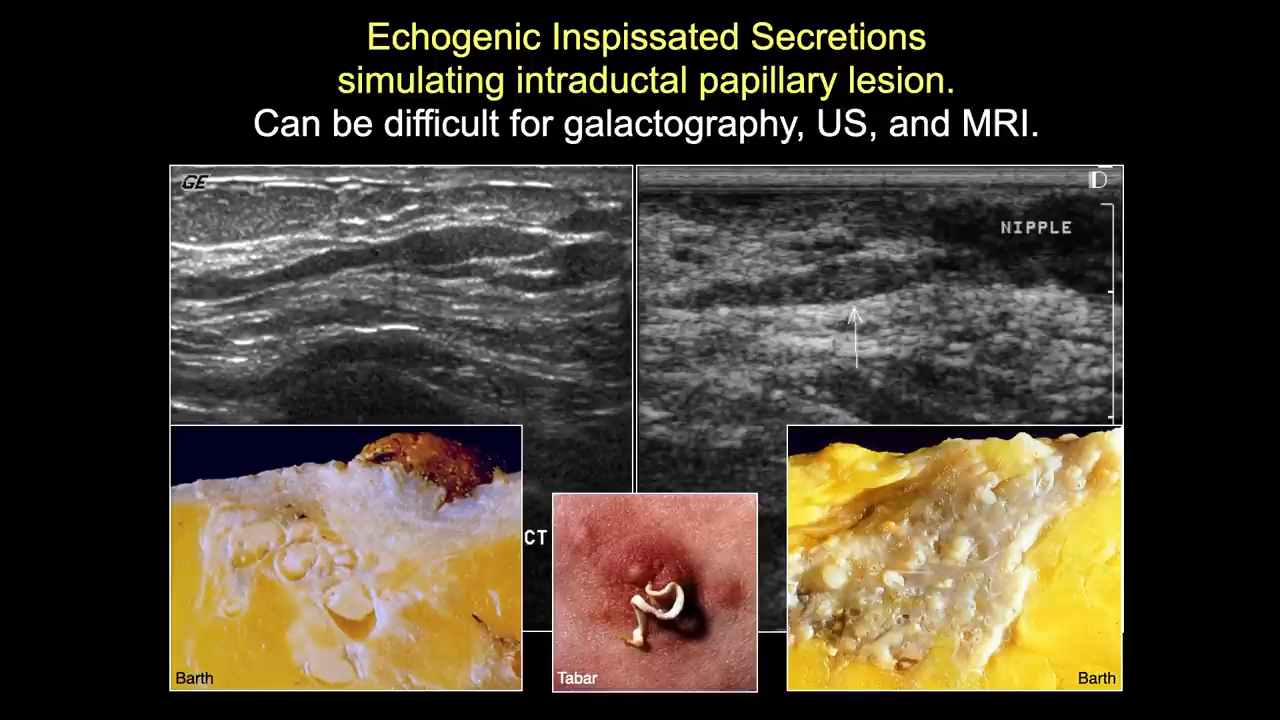 Echogenic Inspissated Secretions
simulating intraductal papillary lesion.
Can be difficult for galactography, US, and MRI.
GE
D
NIPPLE
CT
Barth
Tabar
Barth